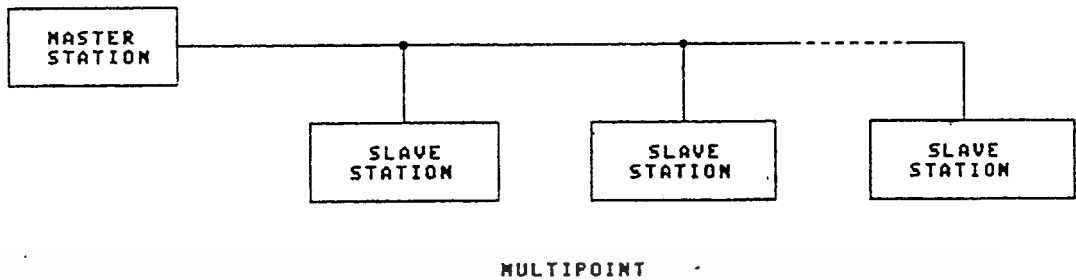 MASTER
STATION
SLAVE
STATION
SLAVE
STATION
SLAVE
STATION
MULTIPOINT